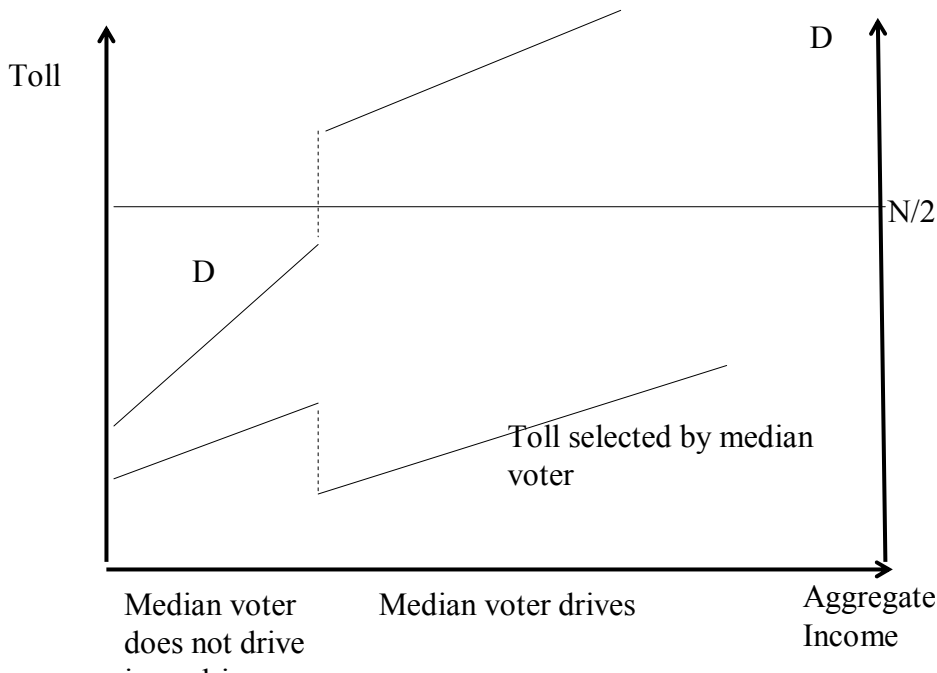 Toll
D
N/2
D
Toll selected by median
voter
Median voter
does not drive
Median voter drives
Aggregate
Income